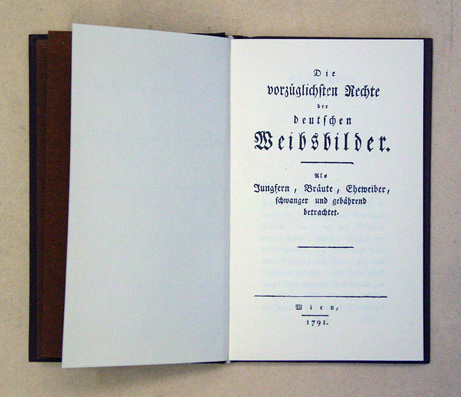 Die
vorzüglichsten Rechte
der
deutschen
Weibsbilder.
Als
Jungfern, Bräute, Eheweiber,
schwanger und gebährend
betrachtet.
Wien,
1791.